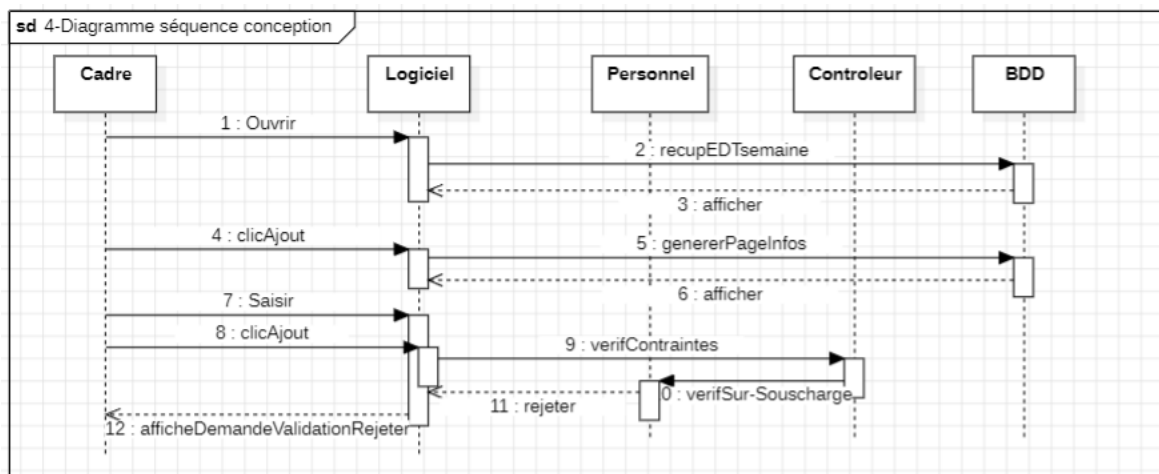 sd 4-Diagramme séquence conception
Cadre
Logiciel
Personnel
Controleur
BDD
1 : Ouvrir
2 : recupEDTsemaine
3 : afficher
4 : clicAjout
5 : genererPageInfos
6 : afficher
7 : Saisir
8 : clicAjout
9 : verifContraintes
0 : verifSur-Souscharge
11 : rejeter
12 : afficheDemandeValidationRejeter